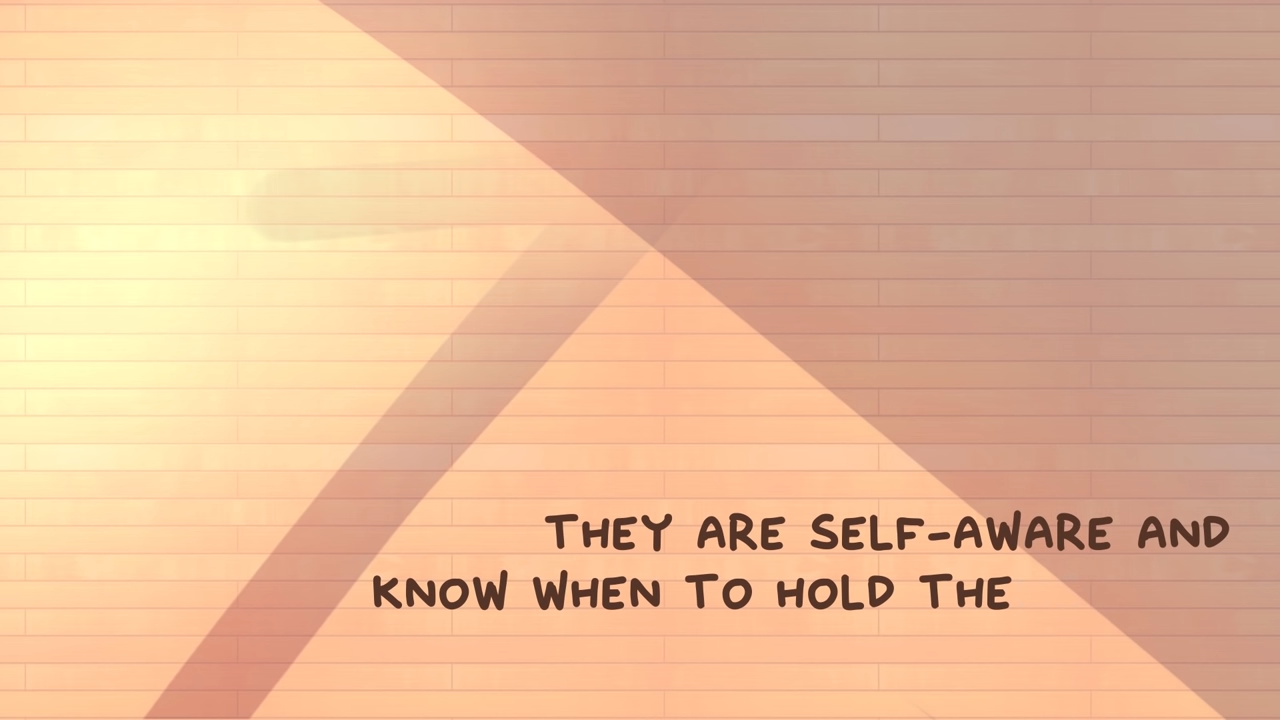 THEY ARE SELF-AWARE AND
KNOW WHEN TO HOLD THE